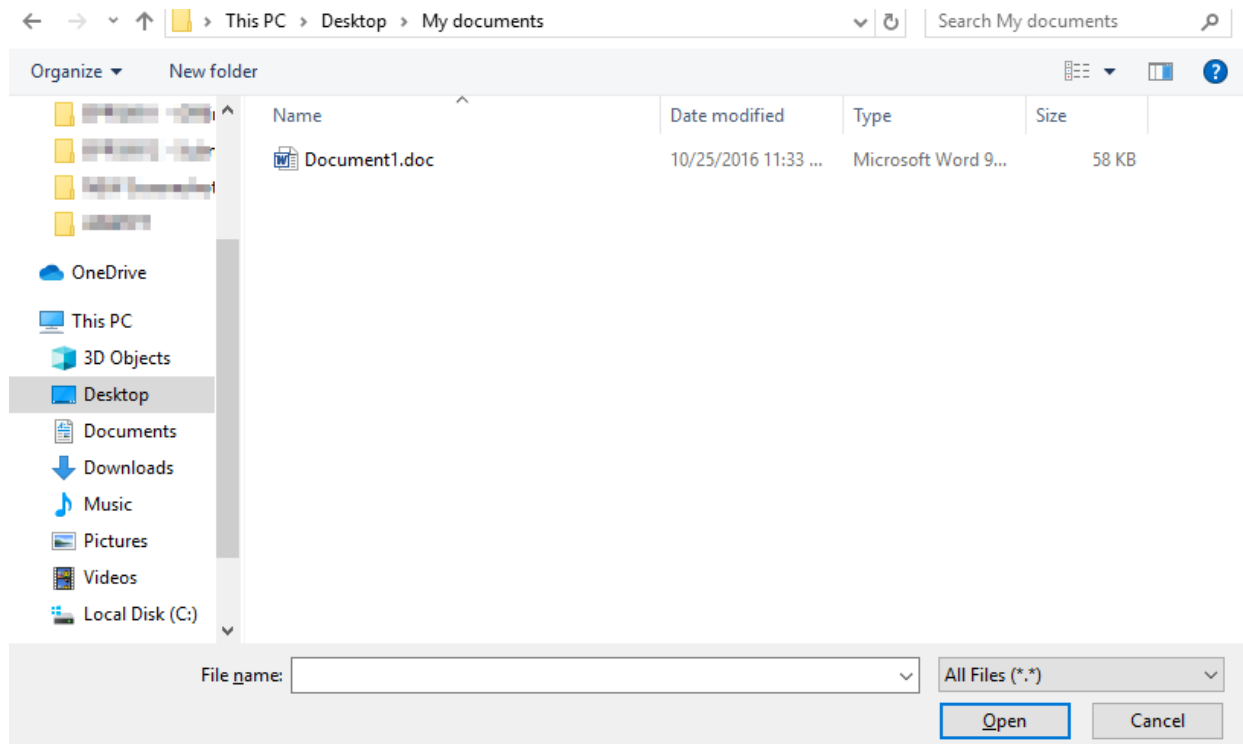 This PC > Desktop > My documents
Search My documents
Organize
New folder
?
Name
Date modified
Type
Size
Document1.doc
10/25/2016 11:33 ...
Microsoft Word 9...
58 KB
OneDrive
This PC
3D Objects
Desktop
Documents
Downloads
Music
Pictures
Videos
Local Disk (C:)
File name:
All Files (*.*)
Open
Cancel